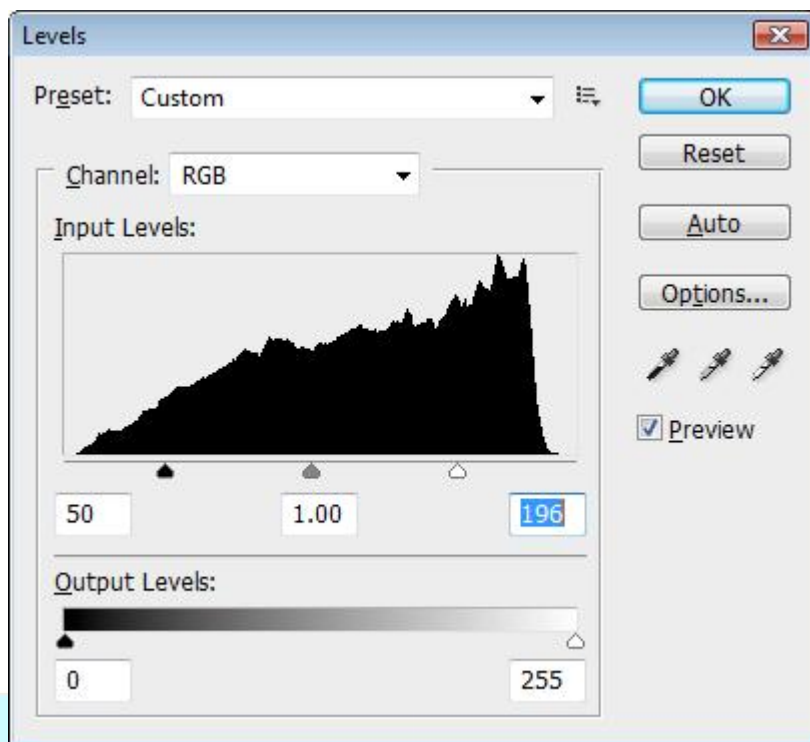 Levels
Preset: Custom
OK
Reset
Channel: RGB
Input Levels:
Auto
Options...
Preview
50 1.00 196
Output Levels:
0 255